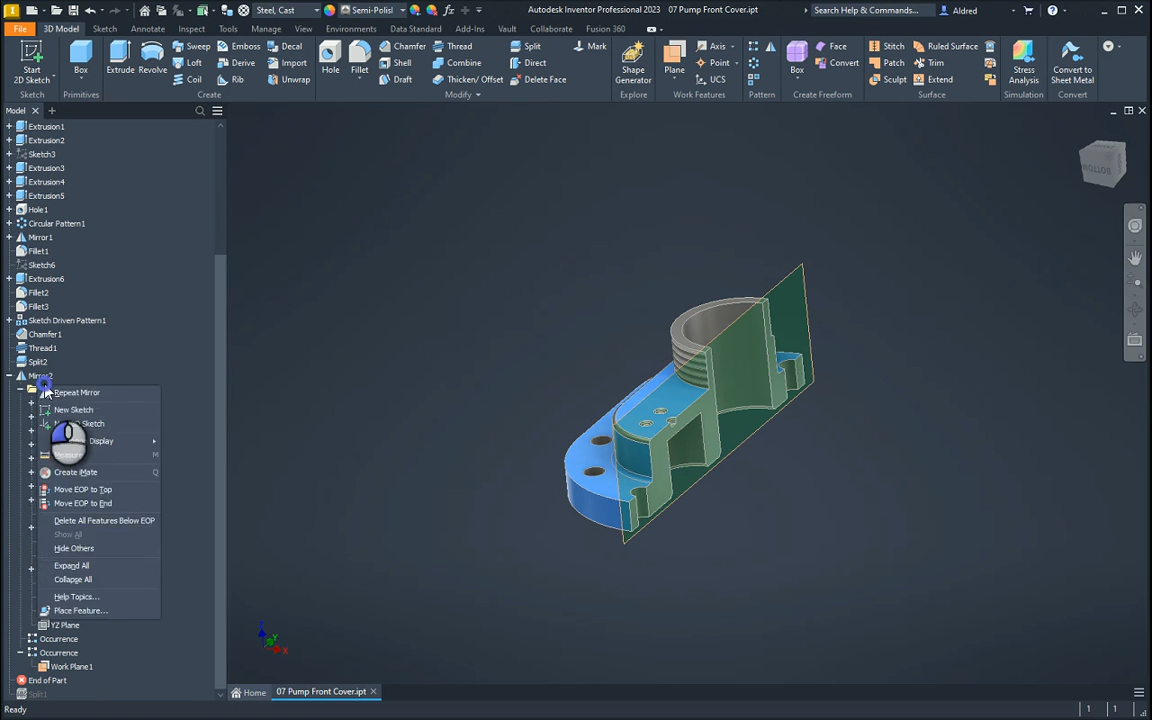 PRO
Steel, Cast
Semi-Polisl
Autodesk Inventor Professional 2023 07 Pump Front Cover.ipt
Search Help & Commands...
Aldred
File 3D Model Sketch Annotate Inspect Tools Manage View Environments Data Standard Add-Ins Vault Collaborate Fusion 360
Start
2D Sketch
Box
Extrude
Revolve
Sweep
Loft
Coil
Emboss
Derive
Rib
Decal
Import
Unwrap
Hole
Fillet
Chamfer
Shell
Draft
Thread
Combine
Thicken/ Offset
Split
Direct
Delete Face
Mark
Shape
Generator
Plane
Axis
Point
UCS
Box
Face
Convert
Stitch
Patch
Sculpt
Ruled Surface
Trim
Extend
Stress
Analysis
Convert to
Sheet Metal
Sketch Primitives Create Modify Explore Work Features Pattern Create Freeform Surface Simulation Convert
Model
Extrusion1
Extrusion2
Sketch3
Extrusion3
Extrusion4
Extrusion5
Hole1
Circular Pattern1
Mirror1
Fillet1
Sketch6
Extrusion6
Fillet2
Fillet3
Sketch Driven Pattern1
Chamfer1
Thread1
Split2
Mirror2
Repeat Mirror
New Sketch
Sketch
Display
M
Create iMate Q
Move EOP to Top
Move EOP to End
Delete All Features Below EOP
Show All
Hide Others
Expand All
Collapse All
Help Topics...
Place Feature...
YZ Plane
Occurrence
Occurrence
Work Plane1
End of Part
Split1
BOTTOM
Z
Y
X
Home 07 Pump Front Cover.ipt
Ready
1 1